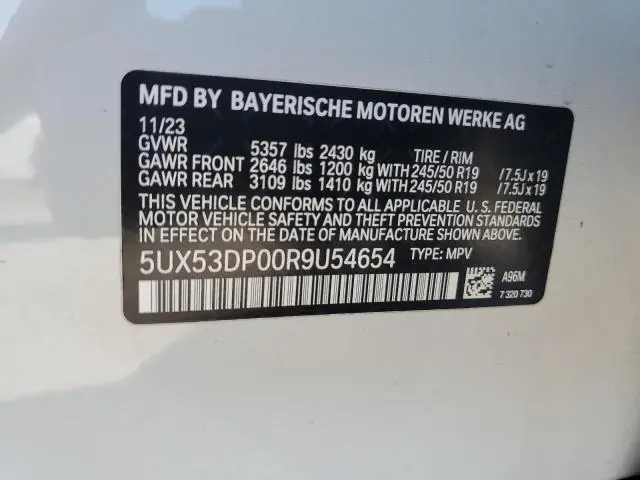 MFD BY BAYERISCHE MOTOREN WERKE AG
11/23
GVWR 5357 lbs 2430 kg TIRE / RIM
GAWR FRONT 2646 lbs 1200 kg WITH 245/50 R19 /7.5J x 19
GAWR REAR 3109 lbs 1410 kg WITH 245/50 R19 /7.5J x 19
THIS VEHICLE CONFORMS TO ALL APPLICABLE U. S. FEDERAL
MOTOR VEHICLE SAFETY AND THEFT PREVENTION STANDARDS
IN EFFECT ON THE DATE OF MANUFACTURE SHOWN ABOVE.
5UX53DP00R9U54654 TYPE: MPV
A96M
7 320 730